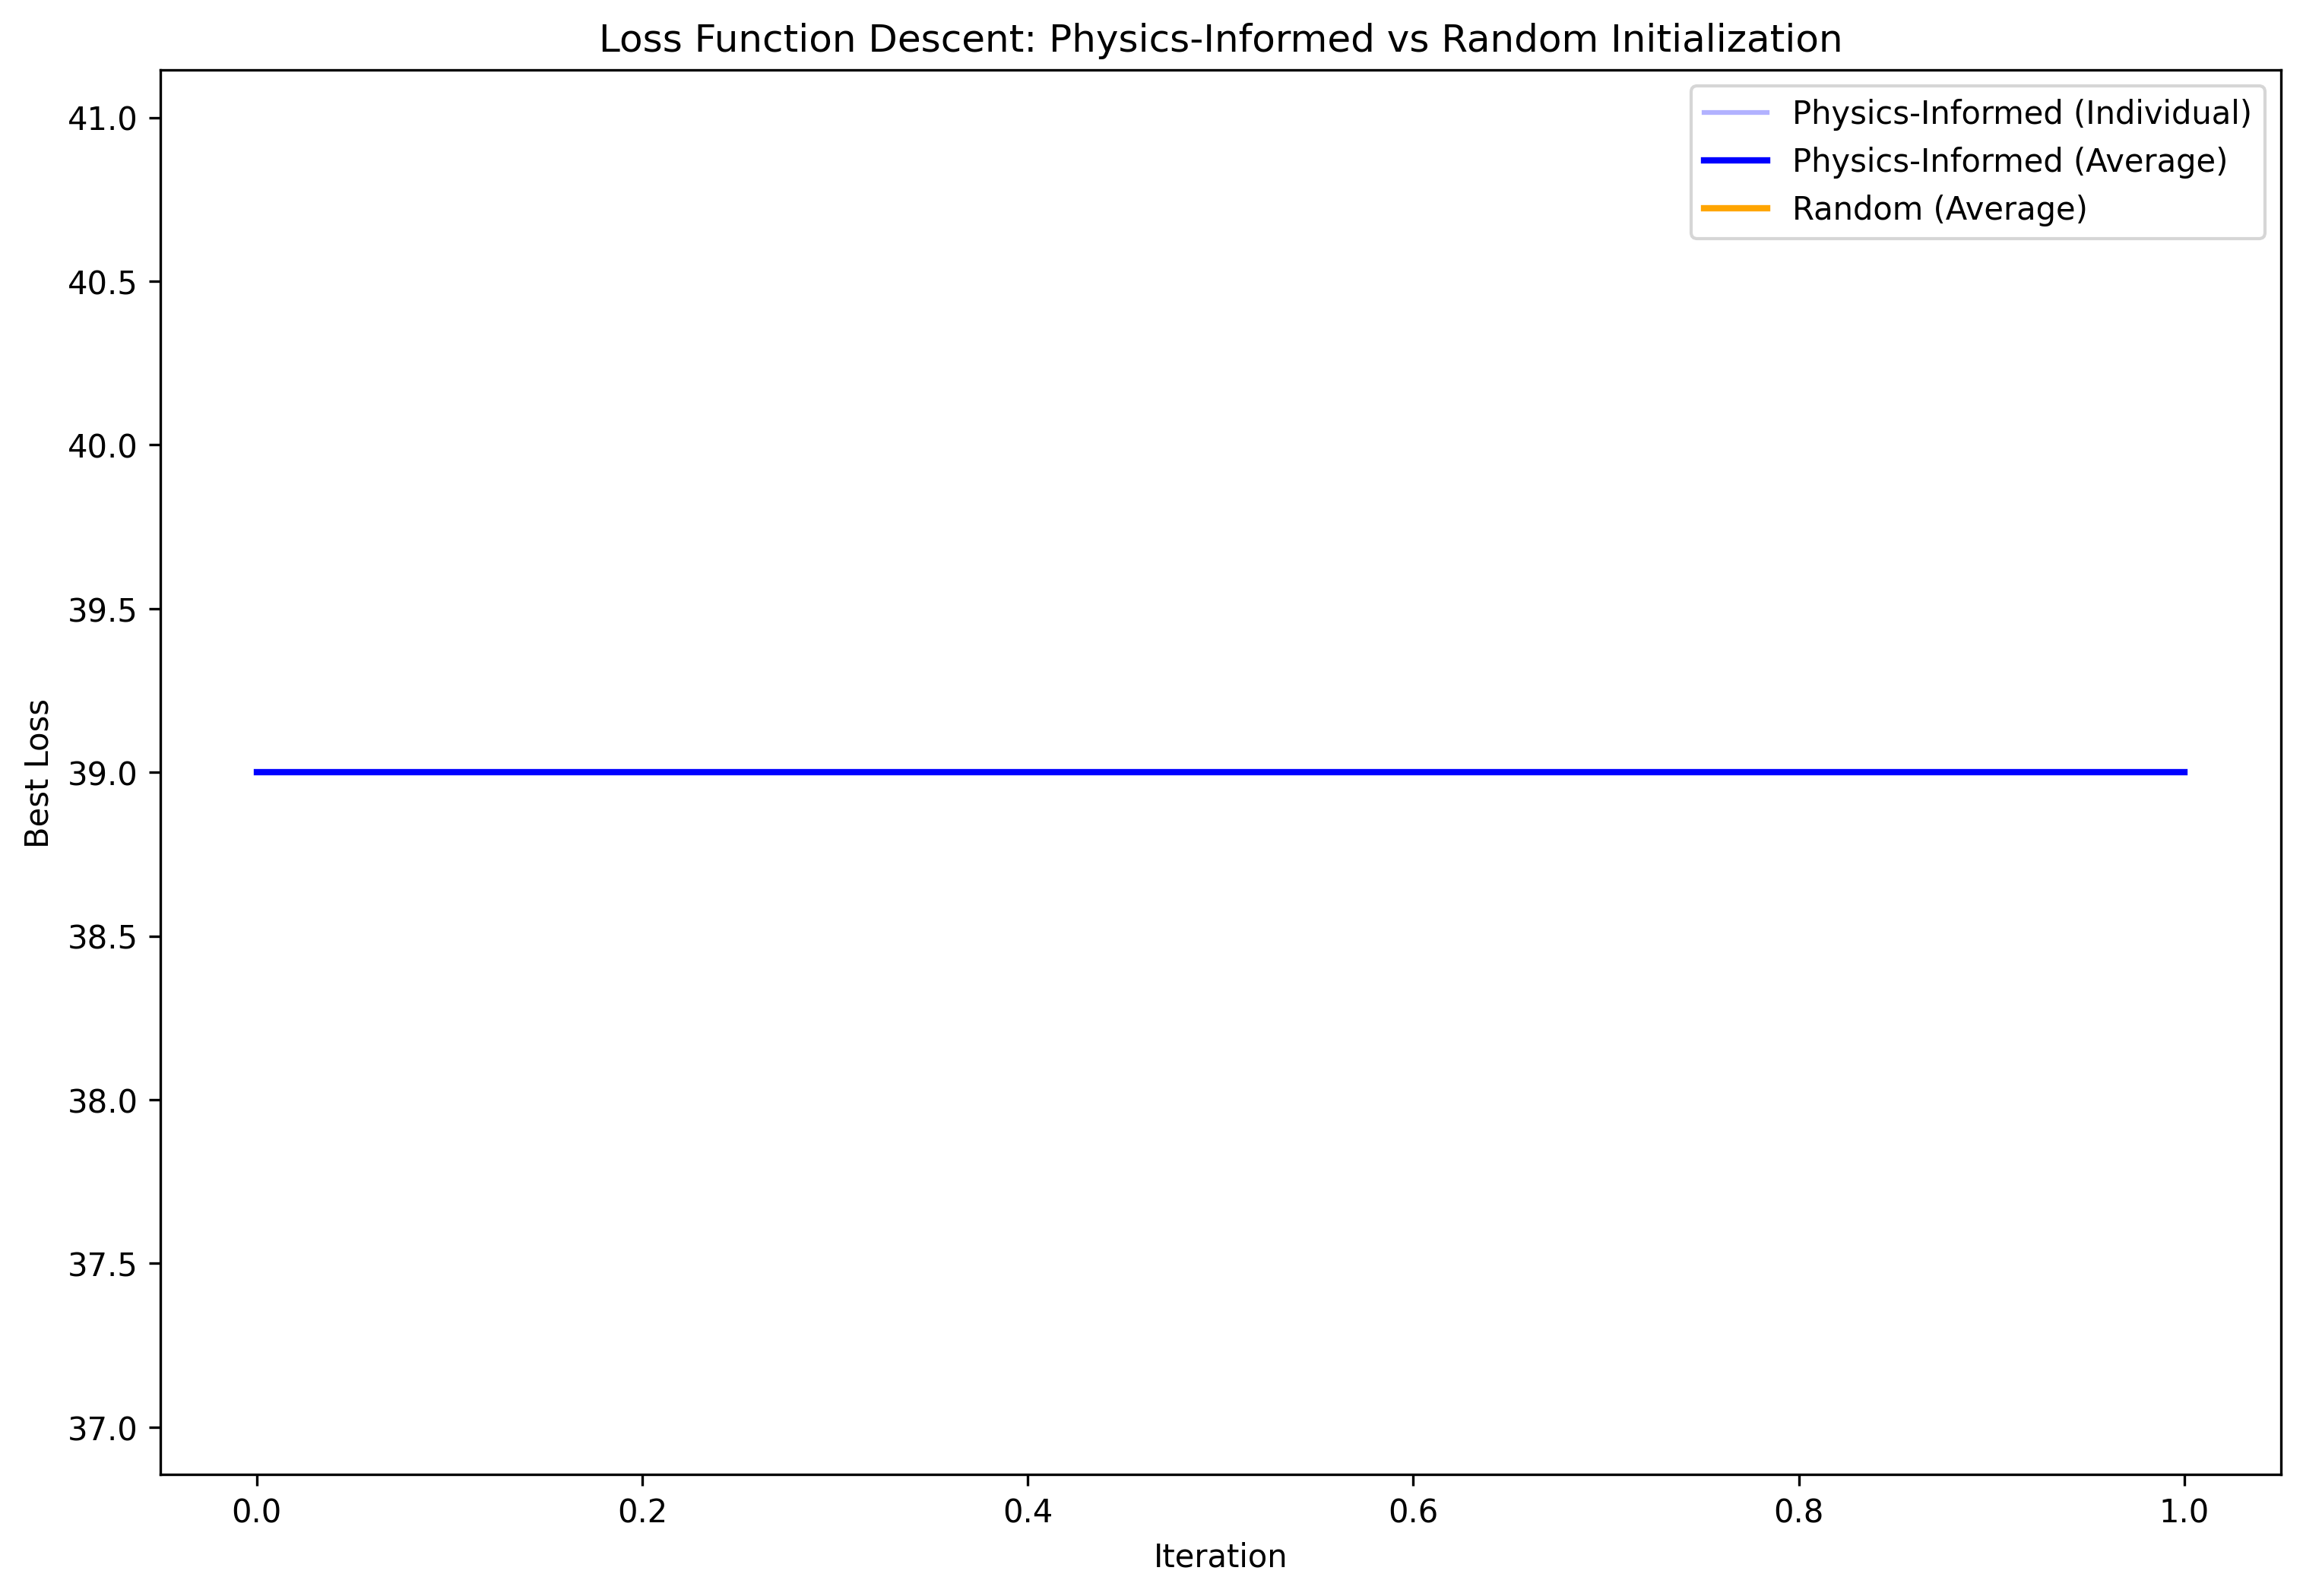 Loss Function Descent: Physics-Informed vs Random Initialization
Physics-Informed (Individual)
Physics-Informed (Average)
Random (Average)
41.0
40.5
40.0
39.5
39.0
38.5
38.0
37.5
37.0
Best Loss
0.0 0.2 0.4 0.6 0.8 1.0
Iteration